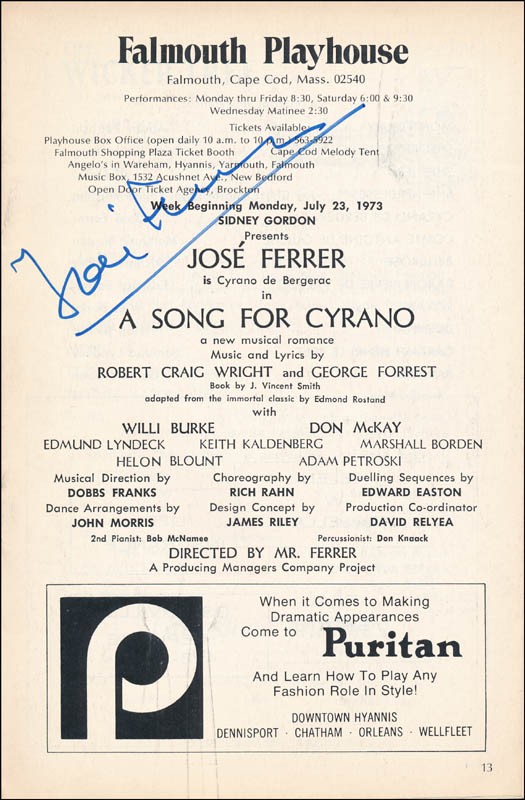 Falmouth Playhouse
Falmouth, Cape Cod, Mass. 02540
Performances: Monday thru Friday 8:30, Saturday 6:00 & 9:30
Wednesday Matinee 2:30
Tickets Available:
Playhouse Box Office (open daily 10 a.m. to 10 p.m.) 563-5922
Falmouth Shopping Plaza Ticket Booth Cape Cod Melody Tent
Angelo's in Wareham, Hyannis, Yarmouth, Falmouth
Music Box, 1532 Acushnet Ave., New Bedford
Open Door Ticket Agency, Brockton
Week Beginning Monday, July 23, 1973
SIDNEY GORDON
Presents
JOSÉ FERRER
is Cyrano de Bergerac
in
A SONG FOR CYRANO
a new musical romance
Music and Lyrics by
ROBERT CRAIG WRIGHT and GEORGE FORREST
Book by J. Vincent Smith
adapted from the immortal classic by Edmond Rostand
with
WILLI BURKE DON McKAY
EDMUND LYNDECK KEITH KALDENBERG MARSHALL BORDEN
HELON BLOUNT ADAM PETROSKI
Musical Direction by Choreography by Duelling Sequences by
DOBBS FRANKS RICH RAHN EDWARD EASTON
Dance Arrangements by Design Concept by Production Co-ordinator
JOHN MORRIS JAMES RILEY DAVID RELYEA
2nd Pianist: Bob McNamee Percussionist: Don Knaack
DIRECTED BY MR. FERRER
A Producing Managers Company Project
When it Comes to Making
Dramatic Appearances
Come to Puritan
And Learn How To Play Any
Fashion Role In Style!
DOWNTOWN HYANNIS
DENNISPORT · CHATHAM · ORLEANS · WELLFLEET
13